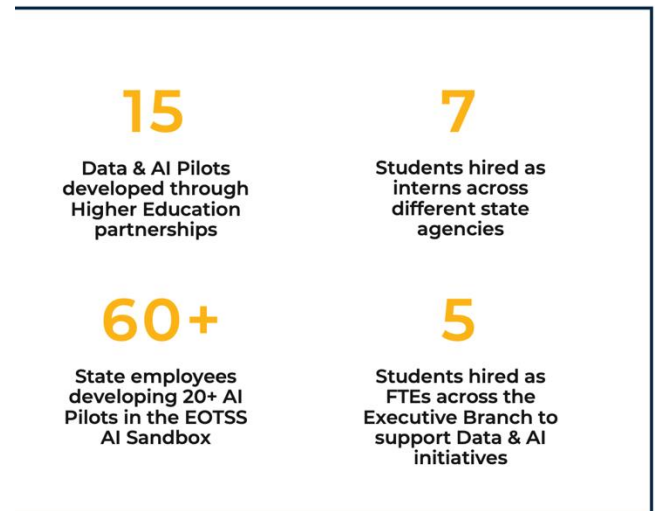 15
Data & AI Pilots
developed through
Higher Education
partnerships
7
Students hired as
interns across
different state
agencies
60+
State employees
developing 20+ AI
Pilots in the EOTSS
AI Sandbox
5
Students hired as
FTEs across the
Executive Branch to
support Data & AI
initiatives